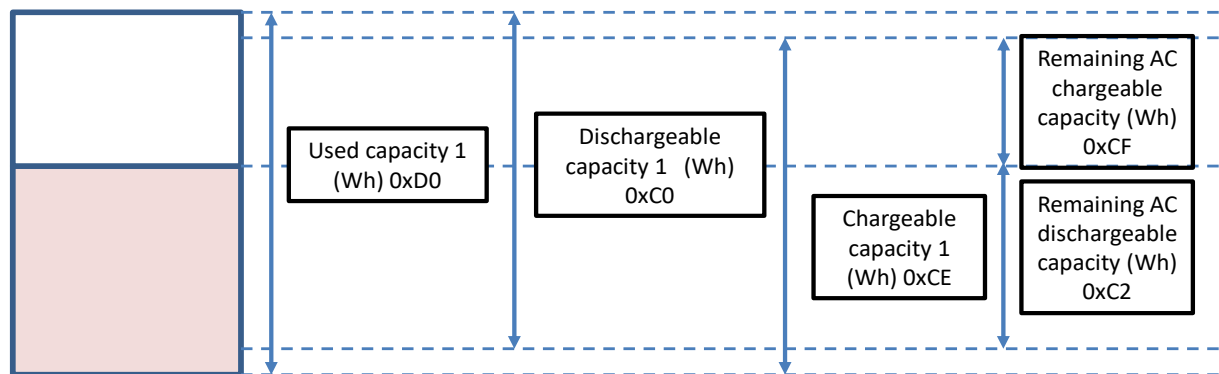 Used capacity 1
(Wh) 0xD0
Dischargeable
capacity 1 (Wh)
0xC0
Chargeable
capacity 1
(Wh) 0xCE
Remaining AC
chargeable
capacity (Wh)
0xCF
Remaining AC
dischargeable
capacity (Wh)
0xC2